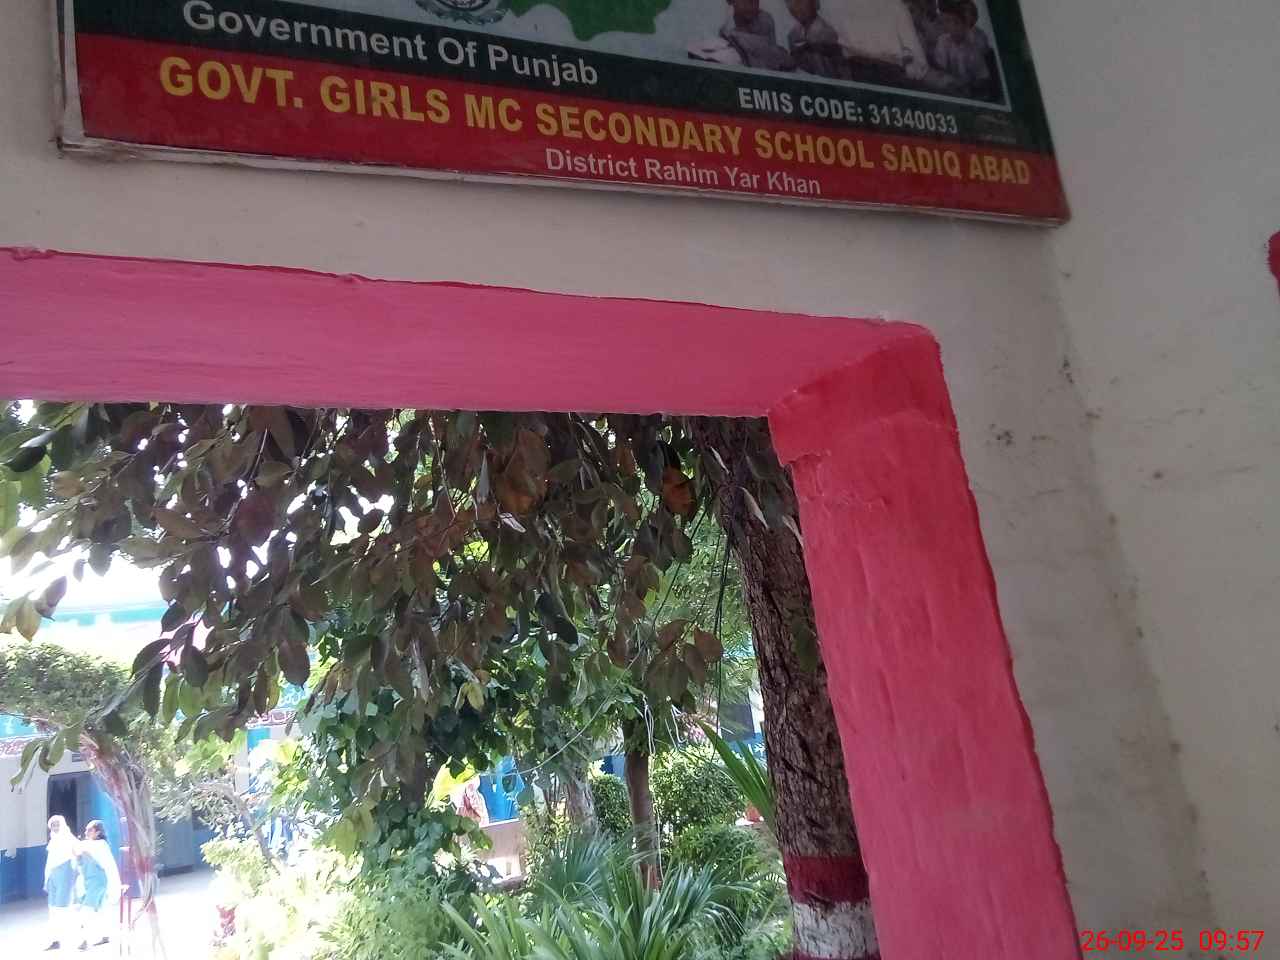 Government Of Punjab
EMIS CODE: 31340033
GOVT. GIRLS MC SECONDARY SCHOOL SADIQ ABAD
District Rahim Yar Khan
26-09-25 09:57